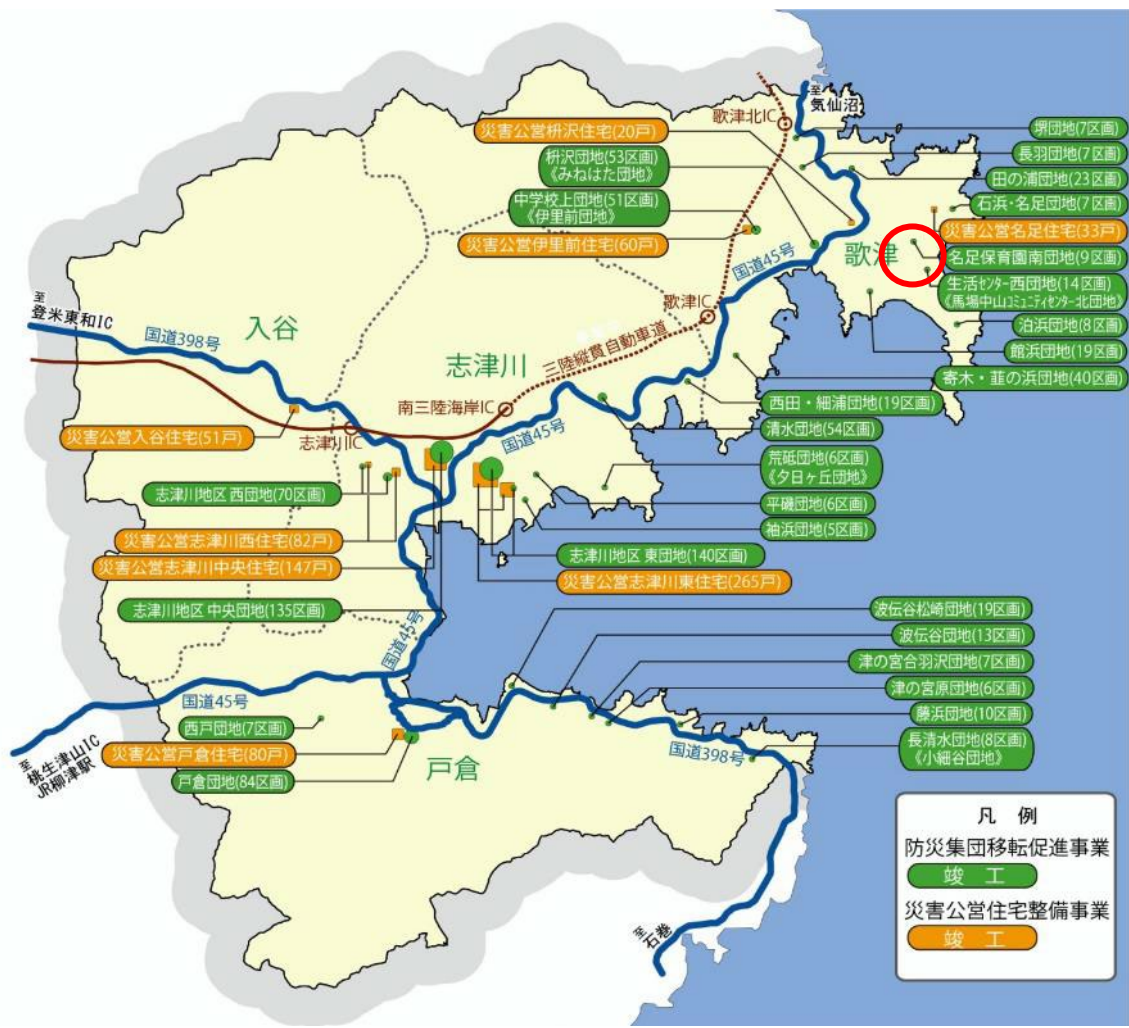 至
気仙沼
歌津北IC
災害公営枡沢住宅(20戸)
枡沢団地(53区画)
《みねはた団地》
中学校上団地(51区画)
《伊里前団地》
災害公営伊里前住宅(60戸)
堺団地(7区画)
長羽団地(7区画)
田の浦団地(23区画)
石浜・名足団地(7区画)
災害公営名足住宅(33戸)
名足保育園南団地(9区画)
生活センター西団地(14区画)
《馬場中山コミュニティセンター北団地》
泊浜団地(8区画)
館浜団地(19区画)
寄木・韮の浜団地(40区画)
西田・細浦団地(19区画)
清水団地(54区画)
荒砥団地(6区画)
《夕日ヶ丘団地》
平磯団地(6区画)
袖浜団地(5区画)
歌津
国道45号
歌津IC
三陸縦貫自動車道
至
登米東和IC
国道398号
入谷
志津川
南三陸海岸IC
国道45号
志津川IC
災害公営入谷住宅(51戸)
志津川地区 西団地(70区画)
災害公営志津川西住宅(82戸)
災害公営志津川中央住宅(147戸)
志津川地区 中央団地(135区画)
志津川地区 東団地(140区画)
災害公営志津川東住宅(265戸)
国道45号
国道45号
至
桃生津山IC
JR柳津駅
西戸団地(7区画)
災害公営戸倉住宅(80戸)
戸倉団地(84区画)
戸倉
波伝谷松崎団地(19区画)
波伝谷団地(13区画)
津の宮合羽沢団地(7区画)
津の宮原団地(6区画)
藤浜団地(10区画)
長清水団地(8区画)
《小細谷団地》
国道398号
至
石巻
凡 例
防災集団移転促進事業
竣 工
災害公営住宅整備事業
竣 工